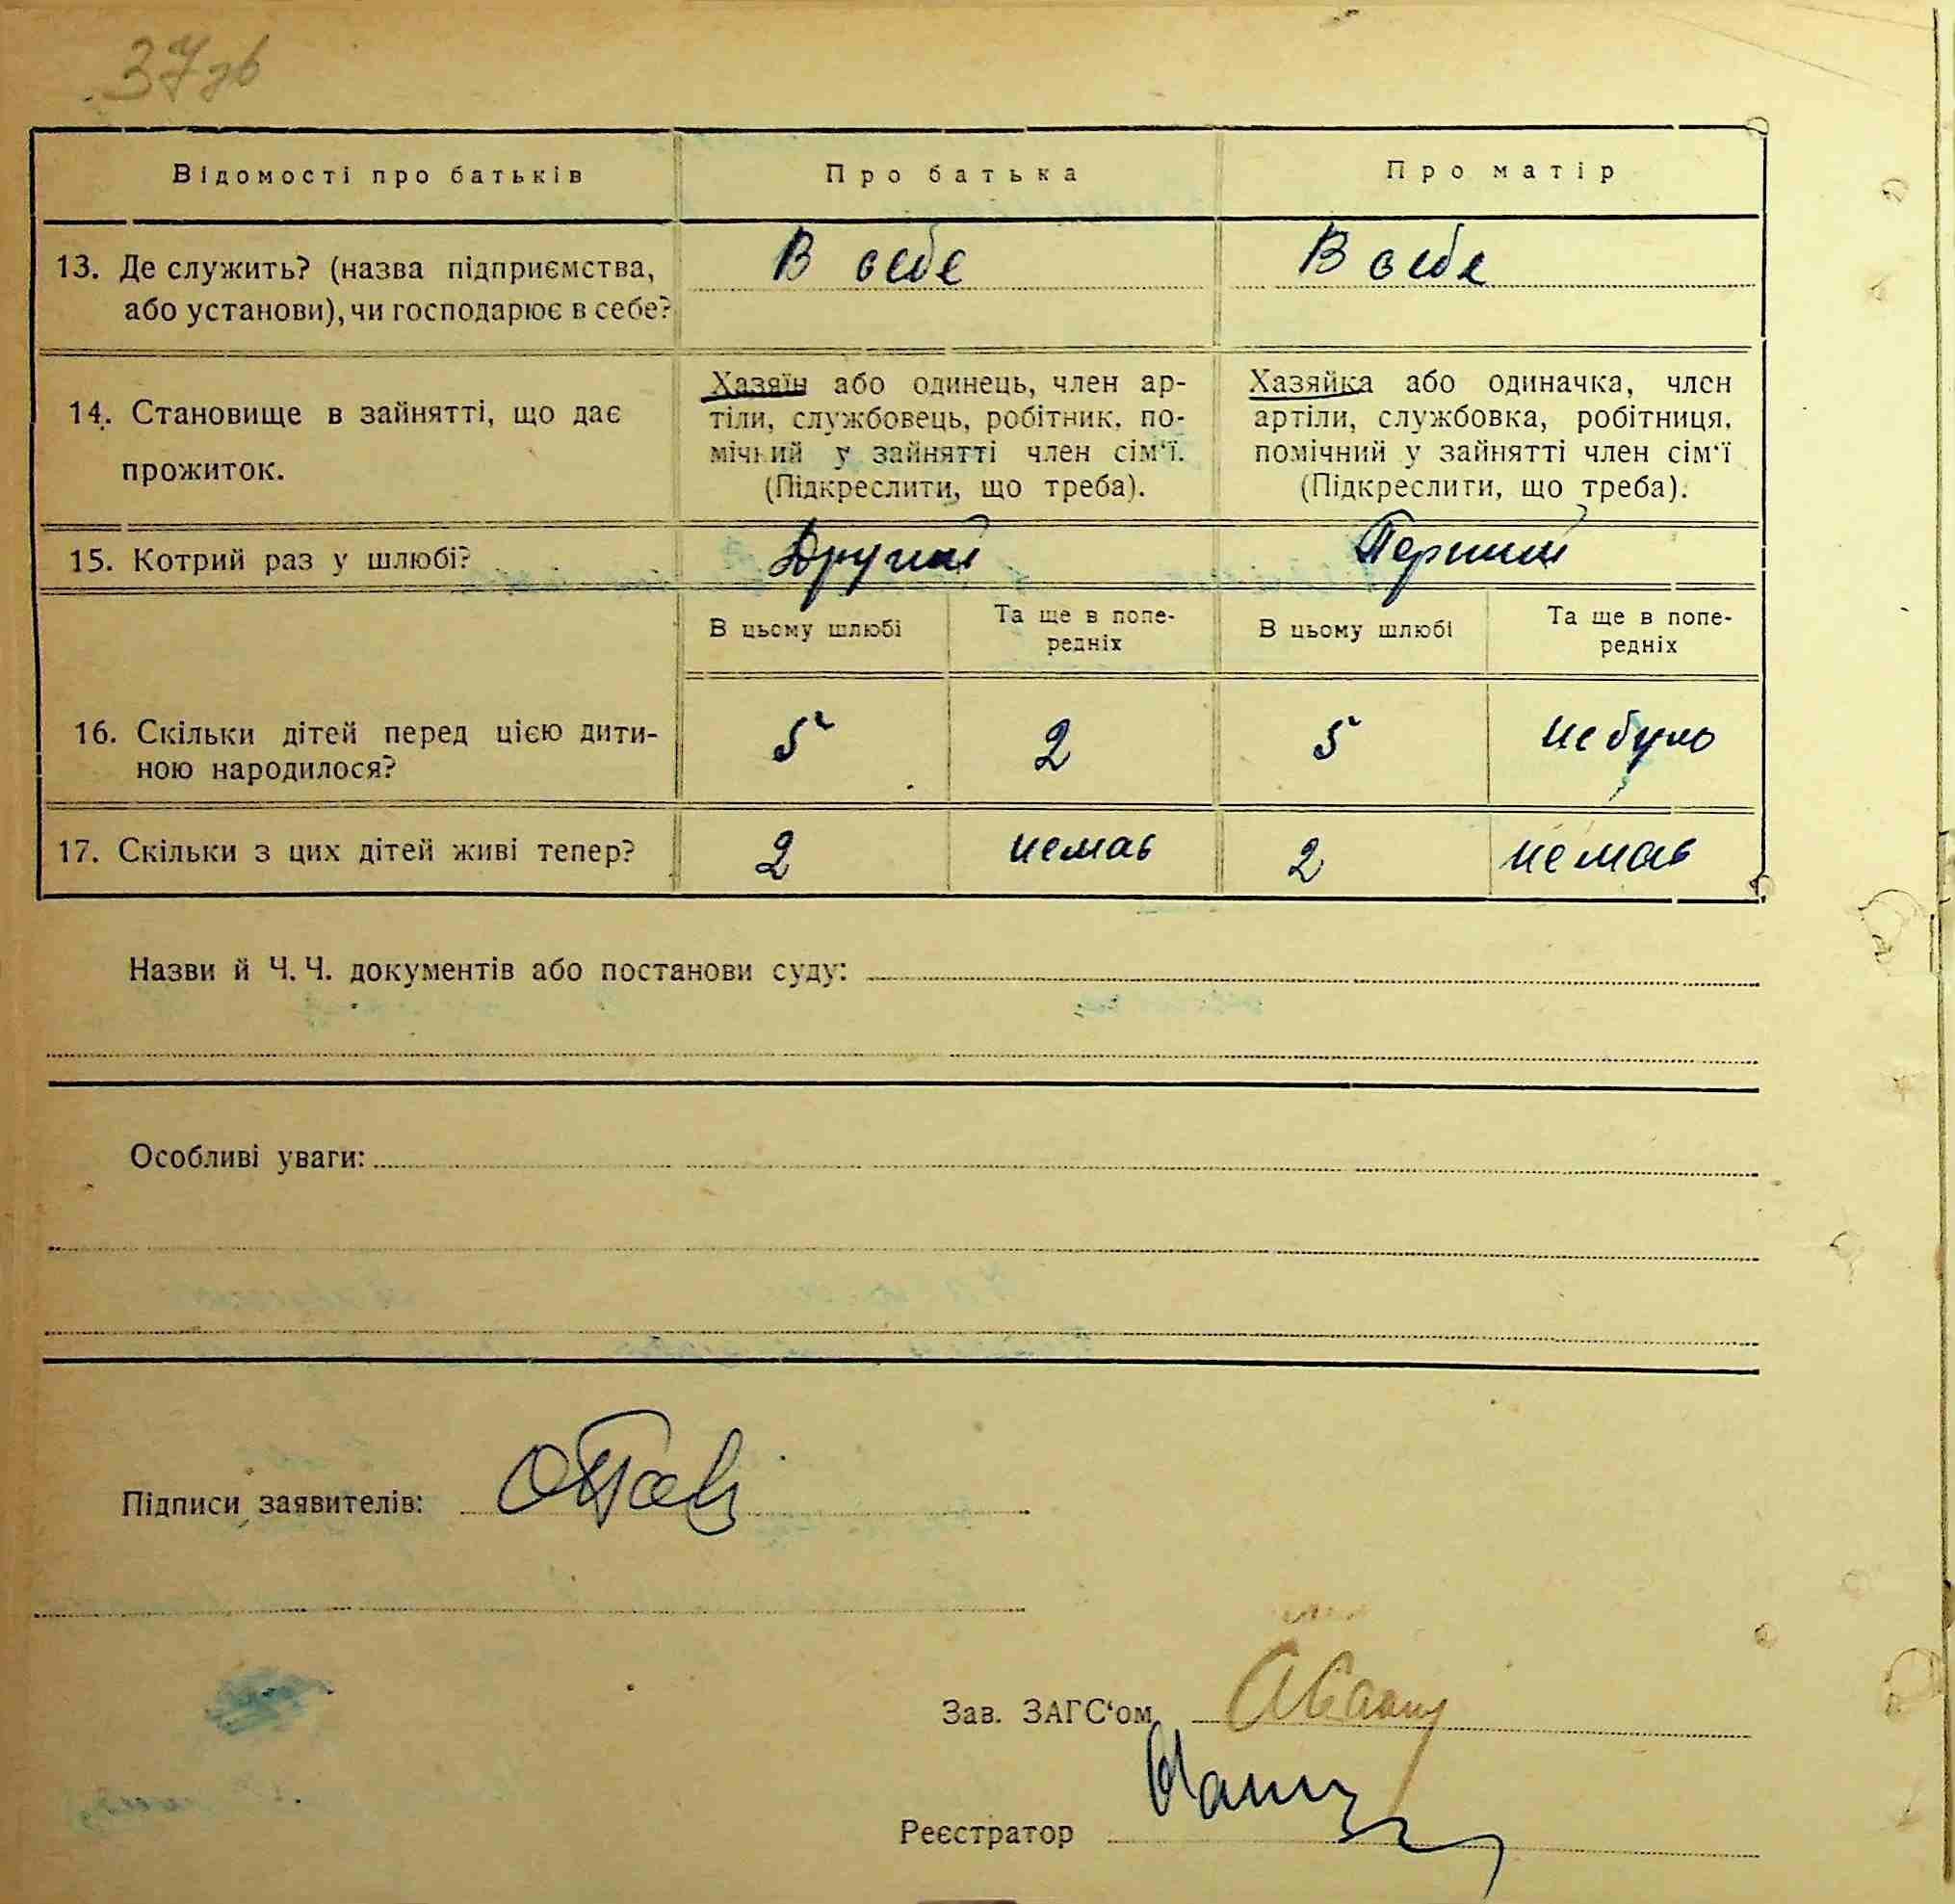 37зв
Відомості про батьків Про батька Про матір
13. Де служить? (назва підприємства, В себе В себе
або установи), чи господарює в себе?
Хазяїн або одинець, член ар- Хазяйка або одиначка, член
14. Становище в зайнятті, що дає тіли, службовець, робітник, по- артіли, службовка, робітниця,
прожиток. мічний у зайнятті член сім'ї. помічний у зайнятті член сім'ї
(Підкреслити, що треба). (Підкреслити, що треба).
15. Котрий раз у шлюбі? Другий Перший
В цьому шлюбі Та ще в попе- В цьому шлюбі Та ще в попе-
редніх редніх
16. Скільки дітей перед цією дити- 5 2 5 не було
ною народилося?
17. Скільки з цих дітей живі тепер? 2 немає 2 немає
Назви й Ч. Ч. документів або постанови суду:
Особливі уваги:
Підписи заявителів:
Зав. ЗАГС'ом
Реєстратор